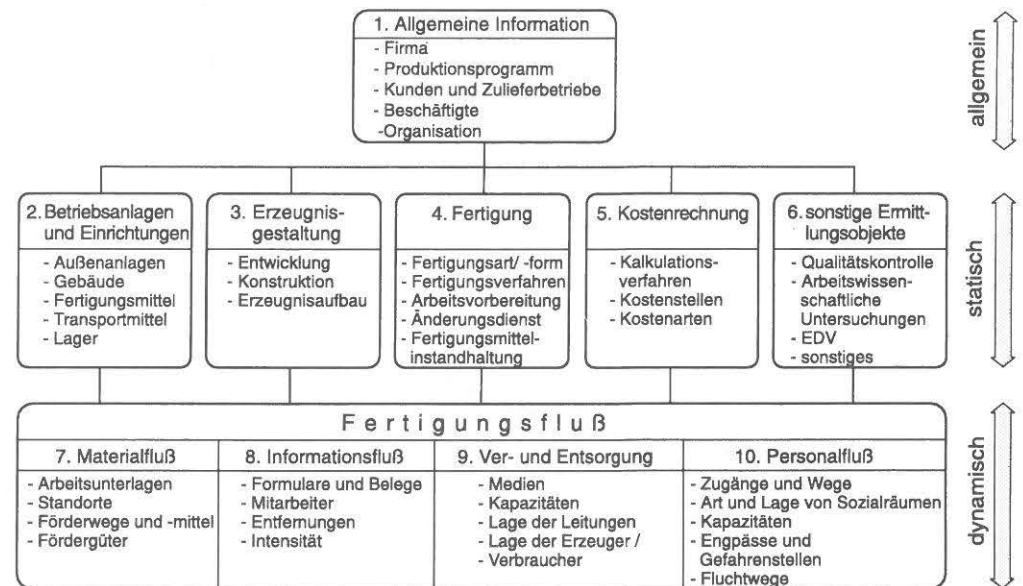 1. Allgemeine Information
- Firma
- Produktionsprogramm
- Kunden und Zulieferbetriebe
- Beschäftigte
-Organisation
allgemein
2. Betriebsanlagen
und Einrichtungen
- Außenanlagen
- Gebäude
- Fertigungsmittel
- Transportmittel
- Lager
3. Erzeugnis-
gestaltung
- Entwicklung
- Konstruktion
- Erzeugnisaufbau
4. Fertigung
- Fertigungsart/ -form
- Fertigungsverfahren
- Arbeitsvorbereitung
- Änderungsdienst
- Fertigungsmittel-
instandhaltung
5. Kostenrechnung
- Kalkulations-
verfahren
- Kostenstellen
- Kostenarten
6. sonstige Ermitt-
lungsobjekte
- Qualitätskontrolle
- Arbeitswissen-
schaftliche
Untersuchungen
- EDV
- sonstiges
statisch
Fertigungsfluß
7. Materialfluß
- Arbeitsunterlagen
- Standorte
- Förderwege und -mittel
- Fördergüter
8. Informationsfluß
- Formulare und Belege
- Mitarbeiter
- Entfernungen
- Intensität
9. Ver- und Entsorgung
- Medien
- Kapazitäten
- Lage der Leitungen
- Lage der Erzeuger /
- Verbraucher
10. Personalfluß
- Zugänge und Wege
- Art und Lage von Sozialräumen
- Kapazitäten
- Engpässe und
Gefahrenstellen
- Fluchtwege
dynamisch